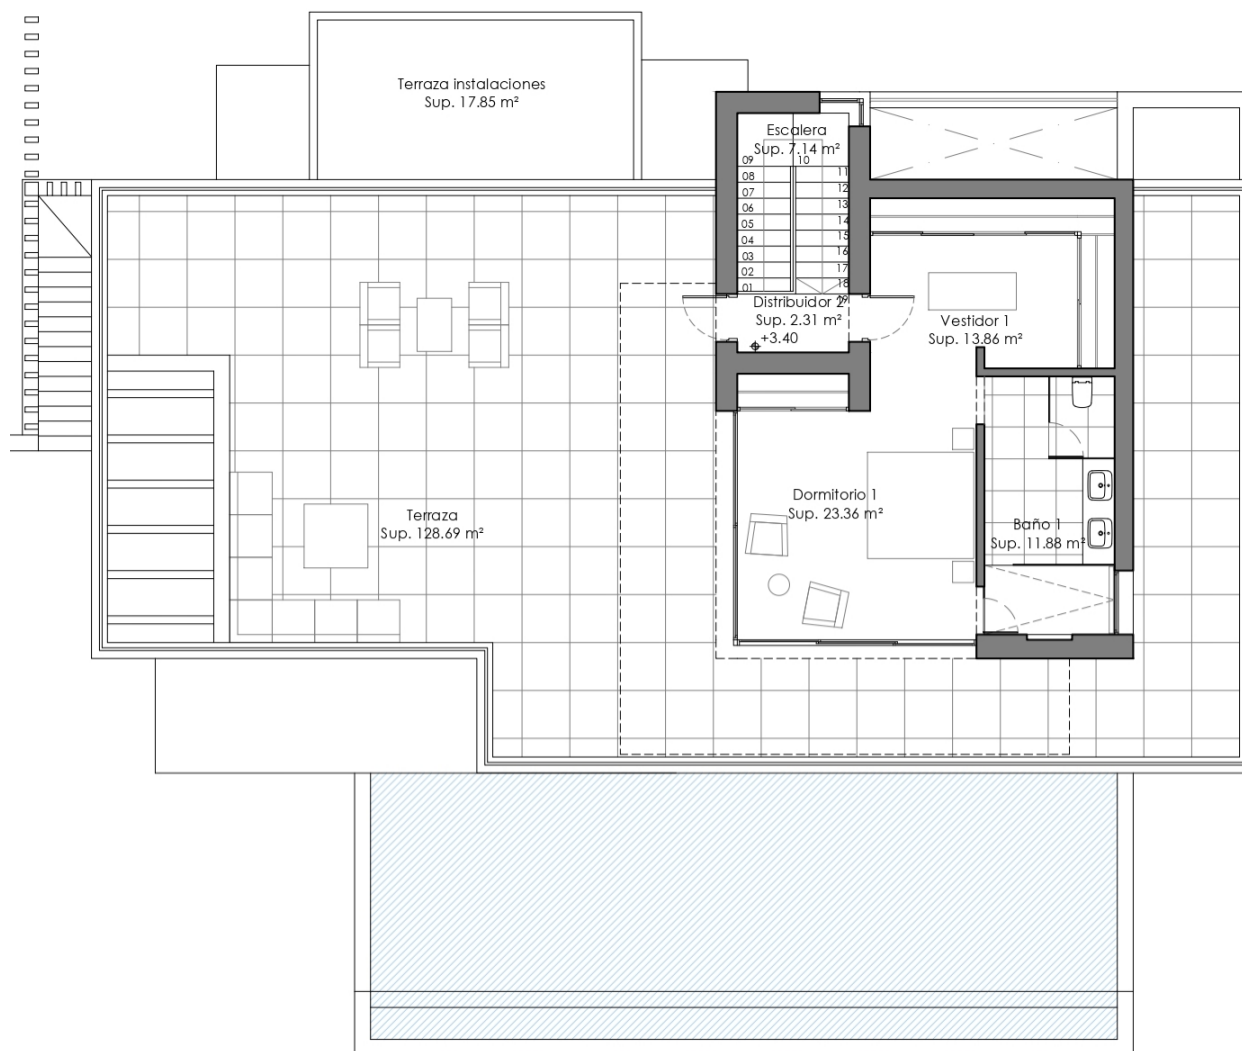 Terraza instalaciones
Sup. 17.85 m²
Escalera
Sup. 7.14 m²
09
10
08
07
06
05
04
03
02
01
11
12
13
14
15
16
17
18
19
Distribuidor 2
Sup. 2.31 m²
+3.40
Vestidor 1
Sup. 13.86 m²
Dormitorio 1
Sup. 23.36 m²
Baño 1
Sup. 11.88 m²
Terraza
Sup. 128.69 m²